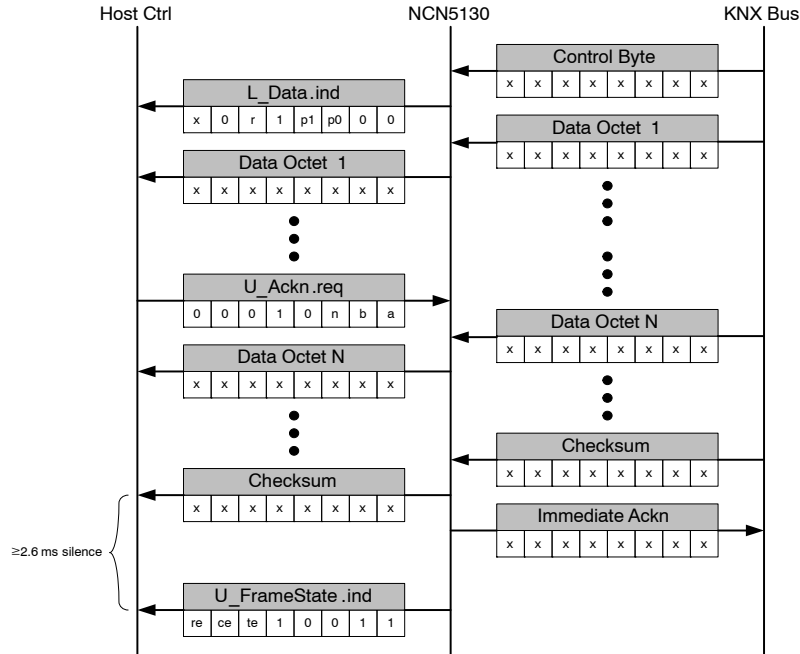 Host Ctrl NCN5130 KNX Bus
Control Byte
x x x x x x x x
L_Data.ind
x 0 r 1 p1 p0 0 0
Data Octet 1
x x x x x x x x
Data Octet 1
x x x x x x x x
U_Ackn.req
0 0 0 1 0 n b a
Data Octet N
x x x x x x x x
Data Octet N
x x x x x x x x
Checksum
x x x x x x x x
Checksum
x x x x x x x x
Immediate Ackn
x x x x x x x x
≥2.6 ms silence
U_FrameState.ind
re ce te 1 0 0 1 1